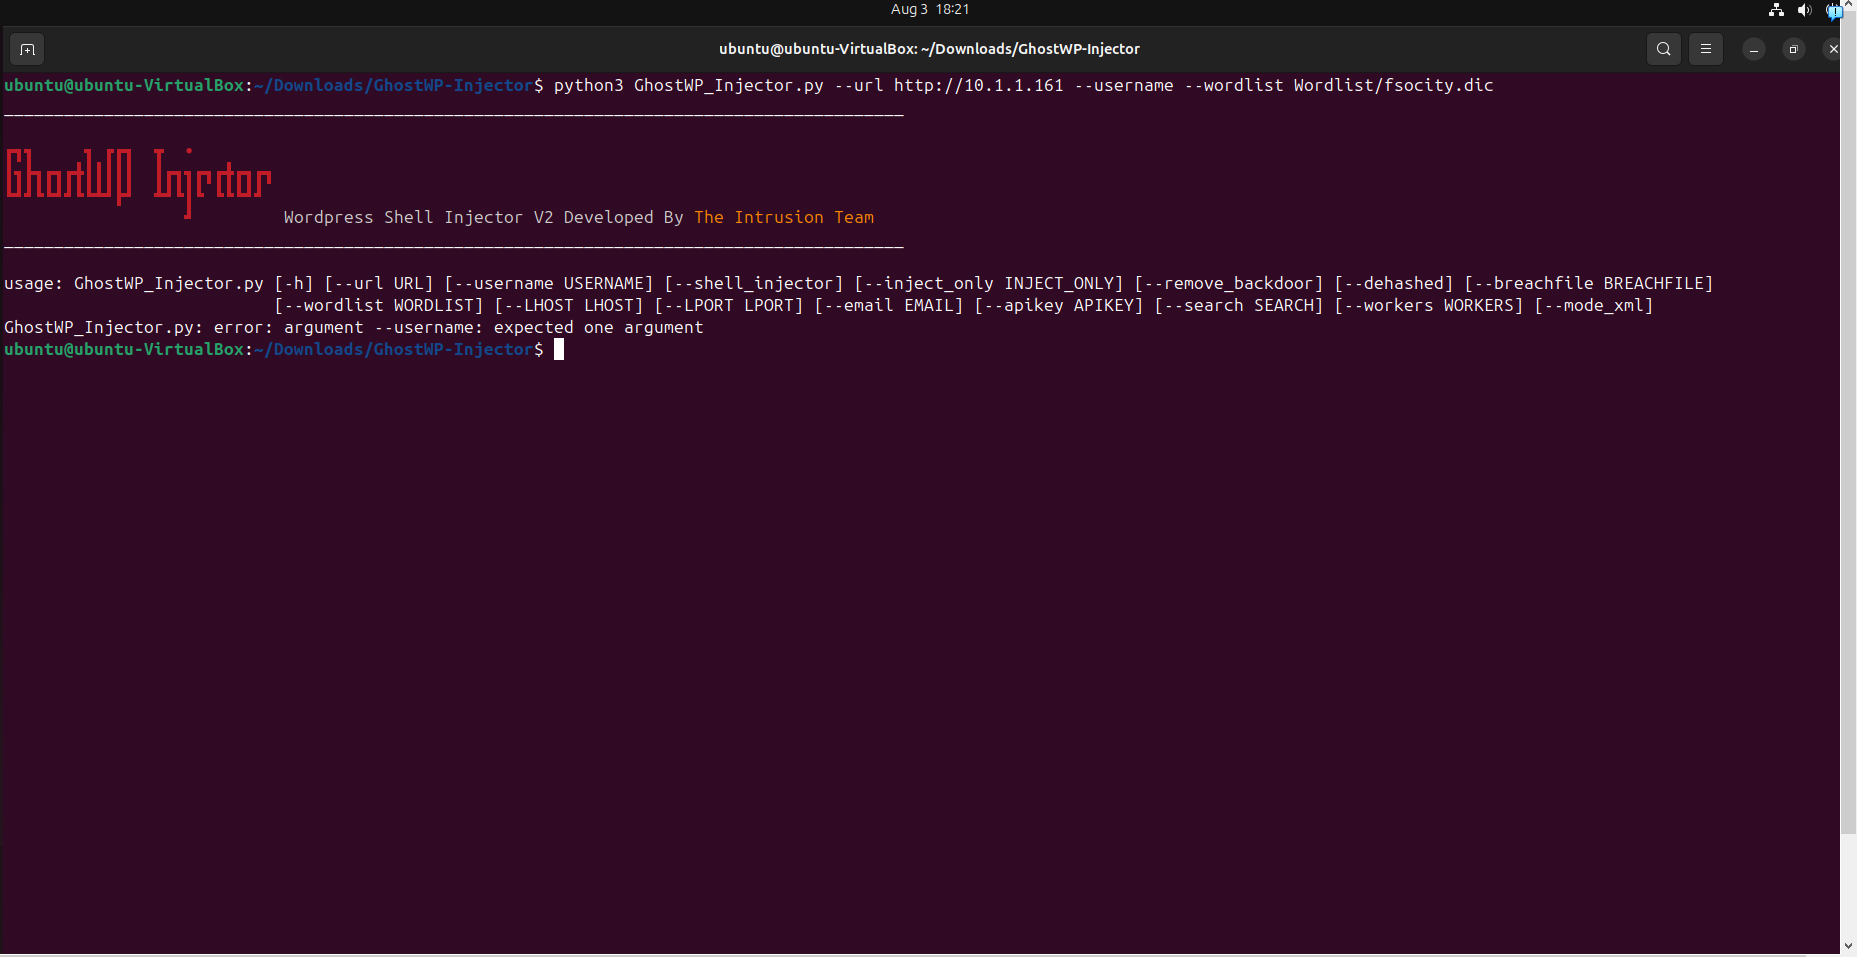 Aug 3 18:21
ubuntu@ubuntu-VirtualBox: ~/Downloads/GhostWP-Injector
ubuntu@ubuntu-VirtualBox:~/Downloads/GhostWP-Injector$ python3 GhostWP_Injector.py --url http://10.1.1.161 --username --wordlist Wordlist/fsocity.dic
GhostWP Injector
Wordpress Shell Injector V2 Developed By The Intrusion Team
usage: GhostWP_Injector.py [-h] [--url URL] [--username USERNAME] [--shell_injector] [--inject_only INJECT_ONLY] [--remove_backdoor] [--dehashed] [--breachfile BREACHFILE]
[--wordlist WORDLIST] [--LHOST LHOST] [--LPORT LPORT] [--email EMAIL] [--apikey APIKEY] [--search SEARCH] [--workers WORKERS] [--mode_xml]
GhostWP_Injector.py: error: argument --username: expected one argument
ubuntu@ubuntu-VirtualBox:~/Downloads/GhostWP-Injector$